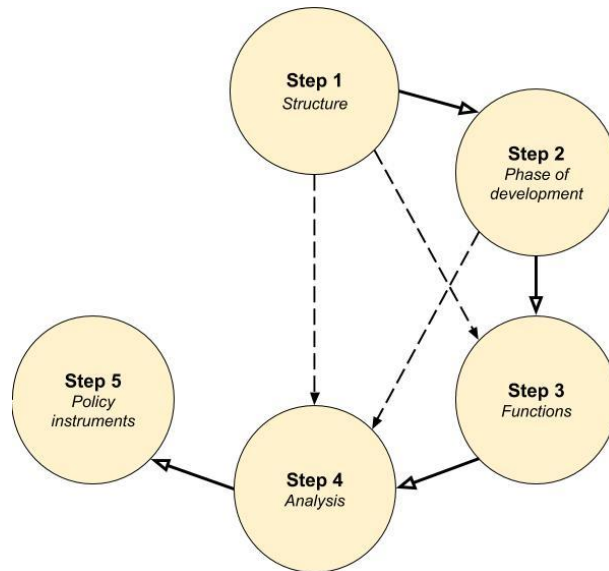 Step 1
Structure
Step 2
Phase of
development
Step 3
Functions
Step 4
Analysis
Step 5
Policy
instruments